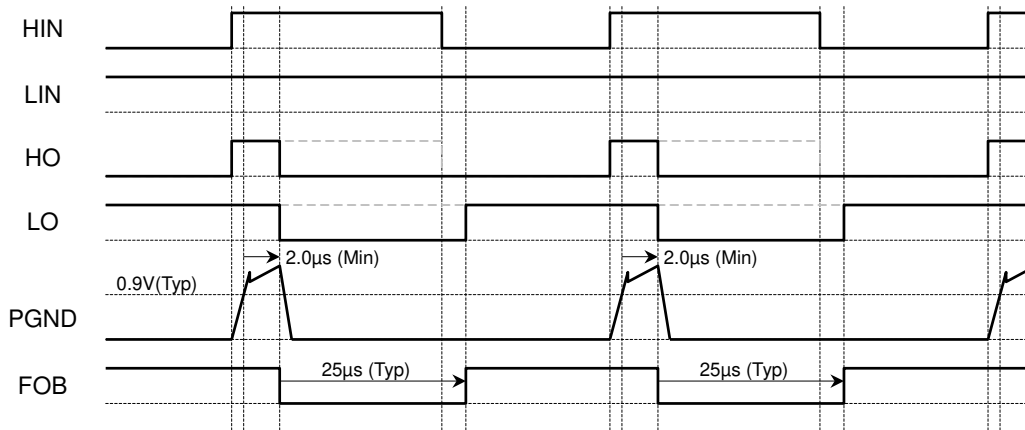 HIN
LIN
HO
LO
2.0µs (Min) 2.0µs (Min)
0.9V(Typ)
PGND
25µs (Typ) 25µs (Typ)
FOB